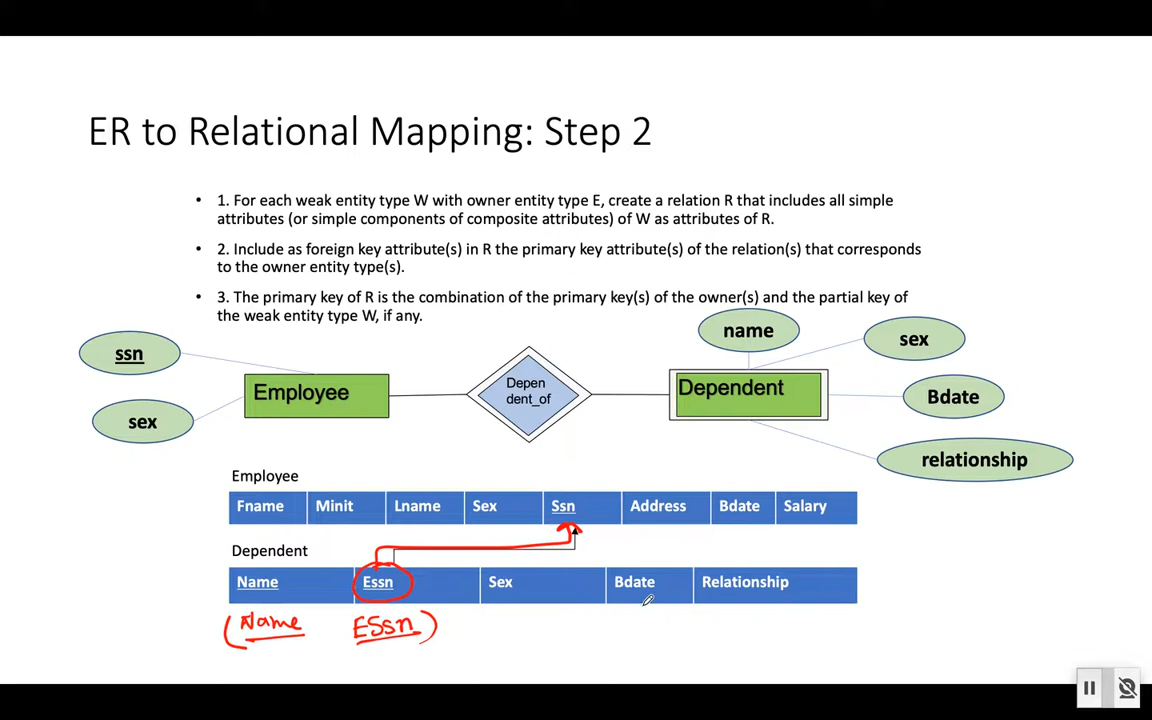 ER to Relational Mapping: Step 2
• 1. For each weak entity type W with owner entity type E, create a relation R that includes all simple
attributes (or simple components of composite attributes) of W as attributes of R.
• 2. Include as foreign key attribute(s) in R the primary key attribute(s) of the relation(s) that corresponds
to the owner entity type(s).
• 3. The primary key of R is the combination of the primary key(s) of the owner(s) and the partial key of
the weak entity type W, if any.
name
ssn
sex
Employee
Depen
dent_of
Dependent
Bdate
sex
relationship
Employee
Fname Minit Lname Sex Ssn Address Bdate Salary
Dependent
Name Essn Sex Bdate Relationship
(Name ESsn)